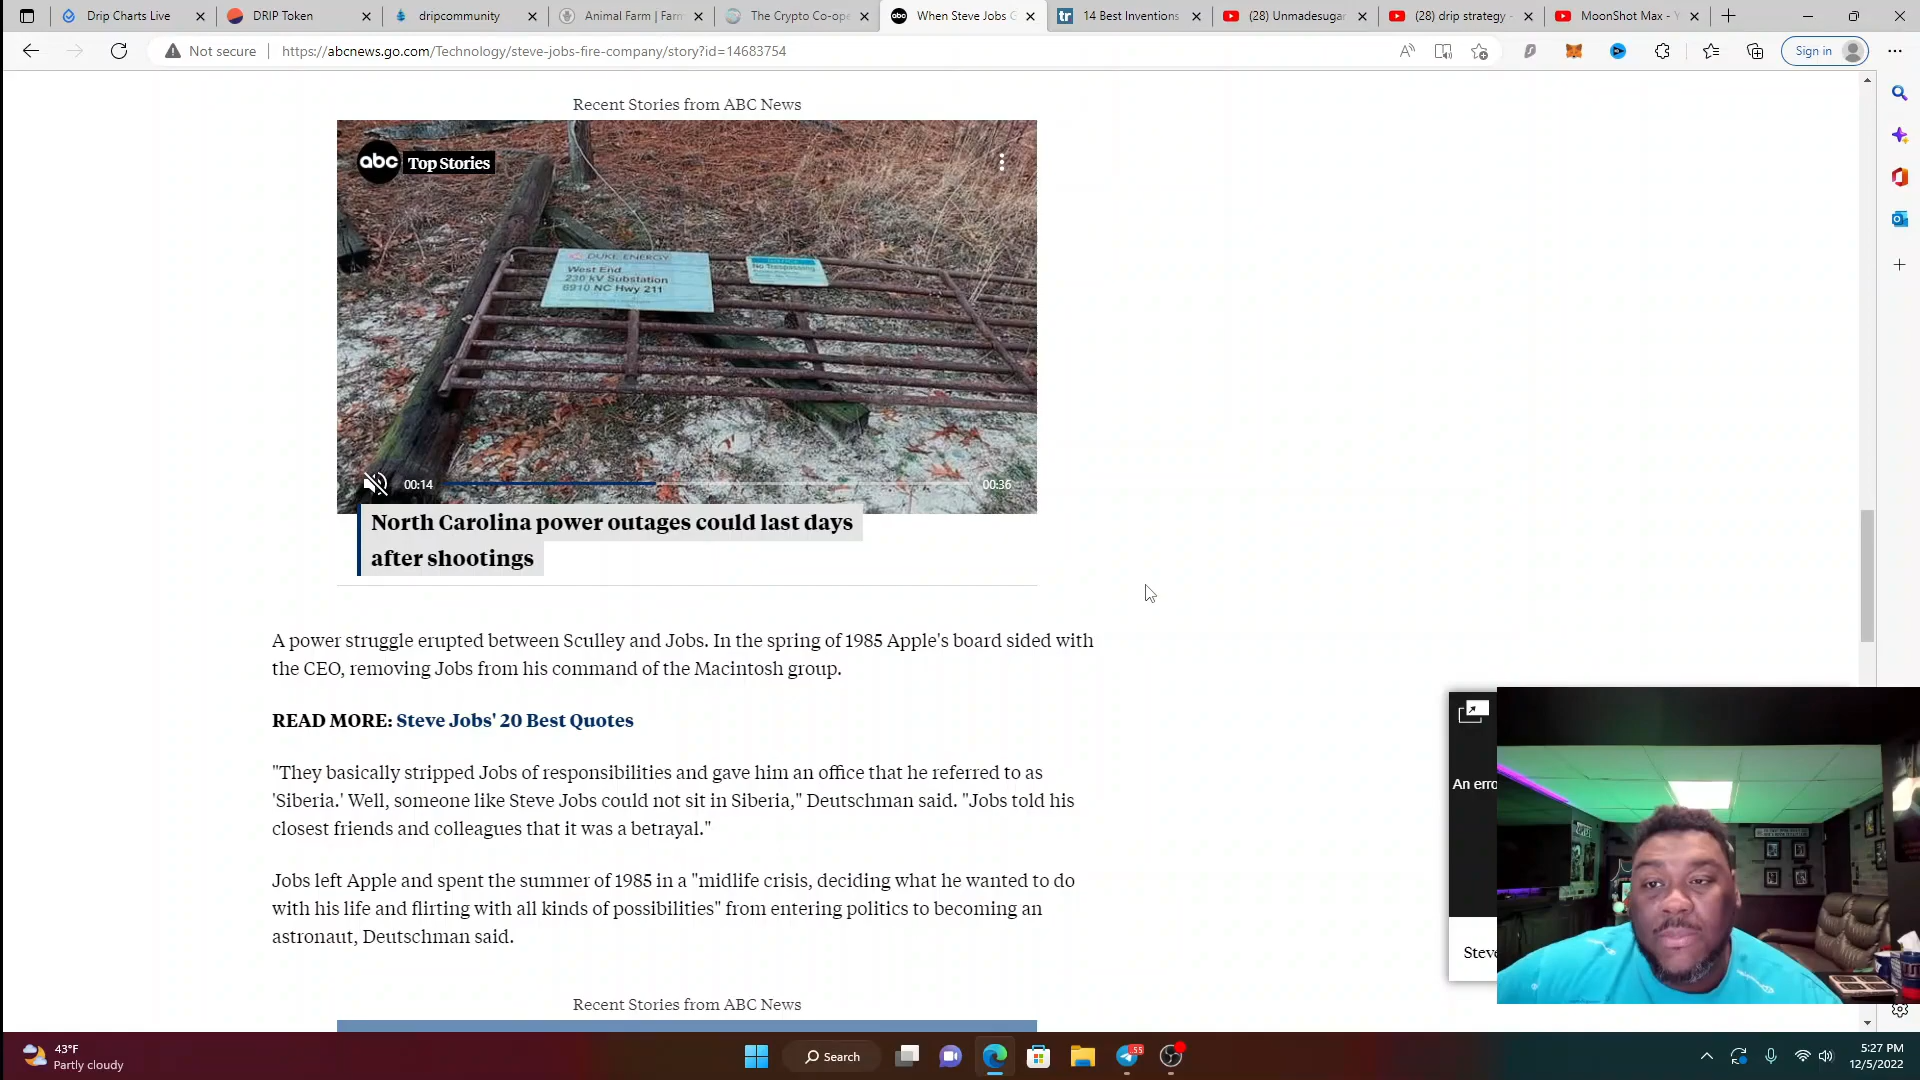 Drip Charts Live
DRIP Token
dripcommunity
Animal Farm | Farm
The Crypto Co-ope
When Steve Jobs G
14 Best Inventions
(28) Unmadesugar
(28) drip strategy -
MoonShot Max - Y
Not secure
https://abcnews.go.com/Technology/steve-jobs-fire-company/story?id=14683754
Sign in
Recent Stories from ABC News
abc Top Stories
DUKE ENERGY
West End
230 kV Substation
6910 NC Hwy 211
NOTICE
No Trespassing
00:14
00:36
North Carolina power outages could last days
after shootings
A power struggle erupted between Sculley and Jobs. In the spring of 1985 Apple's board sided with
the CEO, removing Jobs from his command of the Macintosh group.
READ MORE: Steve Jobs' 20 Best Quotes
"They basically stripped Jobs of responsibilities and gave him an office that he referred to as
'Siberia.' Well, someone like Steve Jobs could not sit in Siberia," Deutschman said. "Jobs told his
closest friends and colleagues that it was a betrayal."
Jobs left Apple and spent the summer of 1985 in a "midlife crisis, deciding what he wanted to do
with his life and flirting with all kinds of possibilities" from entering politics to becoming an
astronaut, Deutschman said.
Recent Stories from ABC News
An erro
Steve
43°F
Partly cloudy
Search
55
5:27 PM
12/5/2022